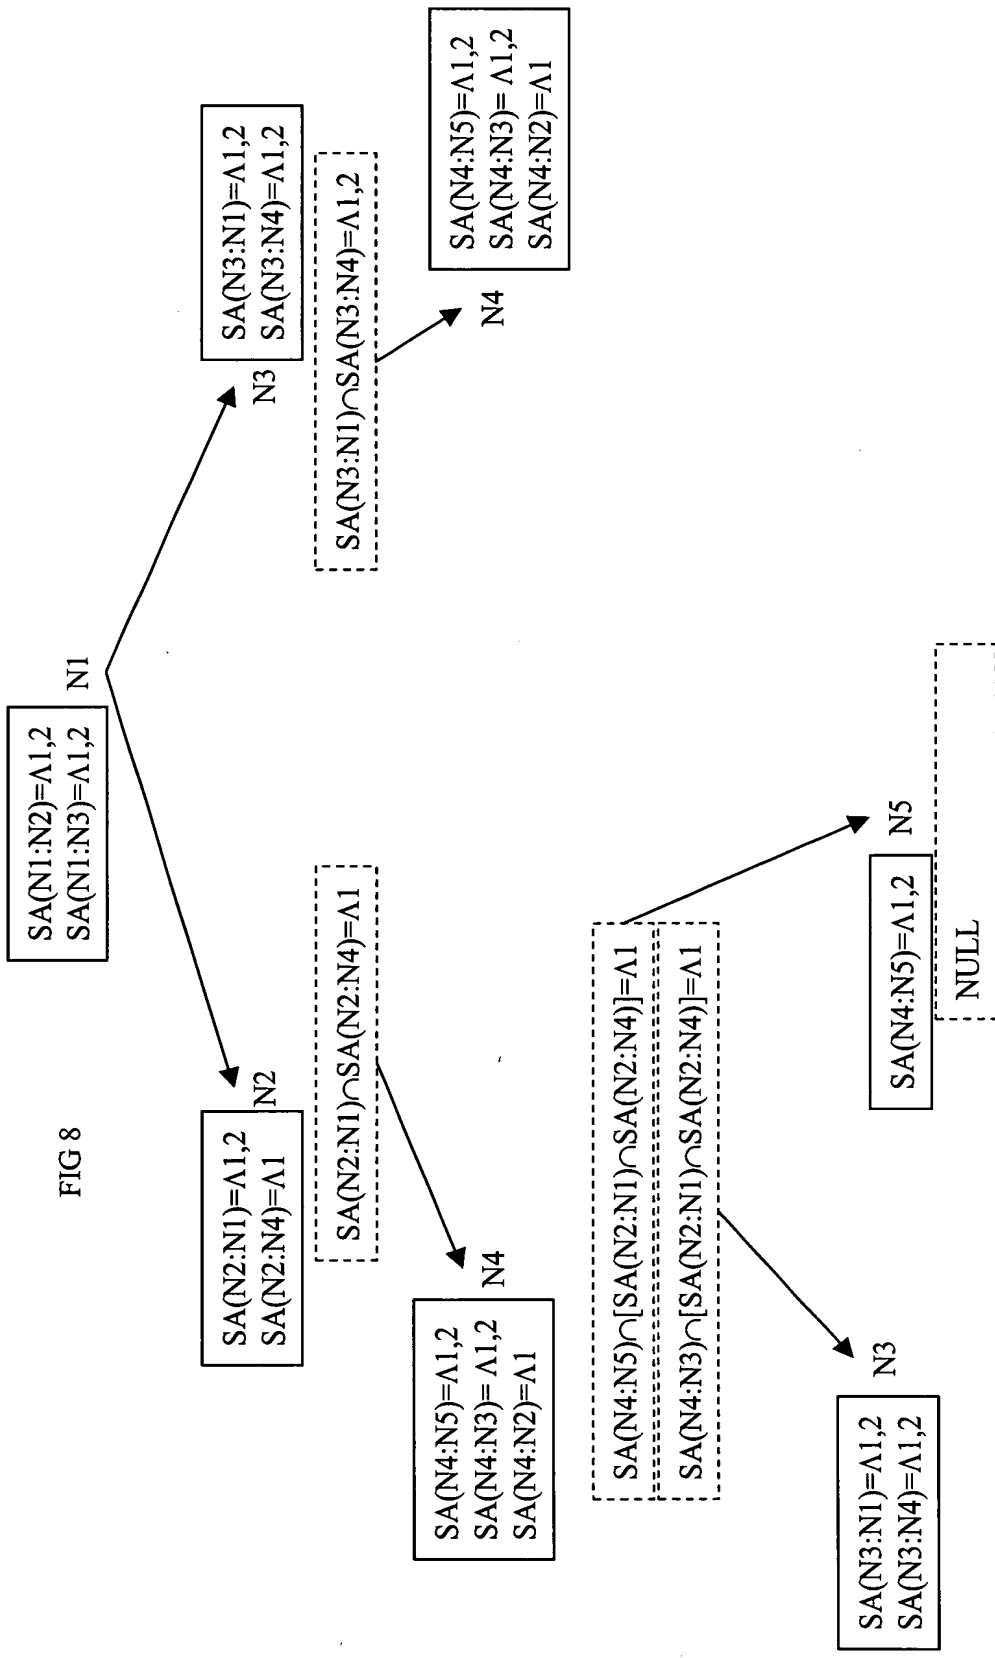 FIG 8
SA(N1:N2)=Λ1,2
SA(N1:N3)=Λ1,2
N1
SA(N2:N1)=Λ1,2
SA(N2:N4)=Λ1
N2
SA(N2:N1)∩SA(N2:N4)=Λ1
SA(N3:N1)=Λ1,2
SA(N3:N4)=Λ1,2
N3
SA(N3:N1)∩SA(N3:N4)=Λ1,2
SA(N4:N5)=Λ1,2
SA(N4:N3)= Λ1,2
SA(N4:N2)=Λ1
N4
SA(N4:N5)=Λ1,2
SA(N4:N3)= Λ1,2
SA(N4:N2)=Λ1
N4
SA(N4:N5)∩[SA(N2:N1)∩SA(N2:N4)]=Λ1
SA(N4:N3)∩[SA(N2:N1)∩SA(N2:N4)]=Λ1
SA(N3:N1)=Λ1,2
SA(N3:N4)=Λ1,2
N3
SA(N4:N5)=Λ1,2
N5
NULL